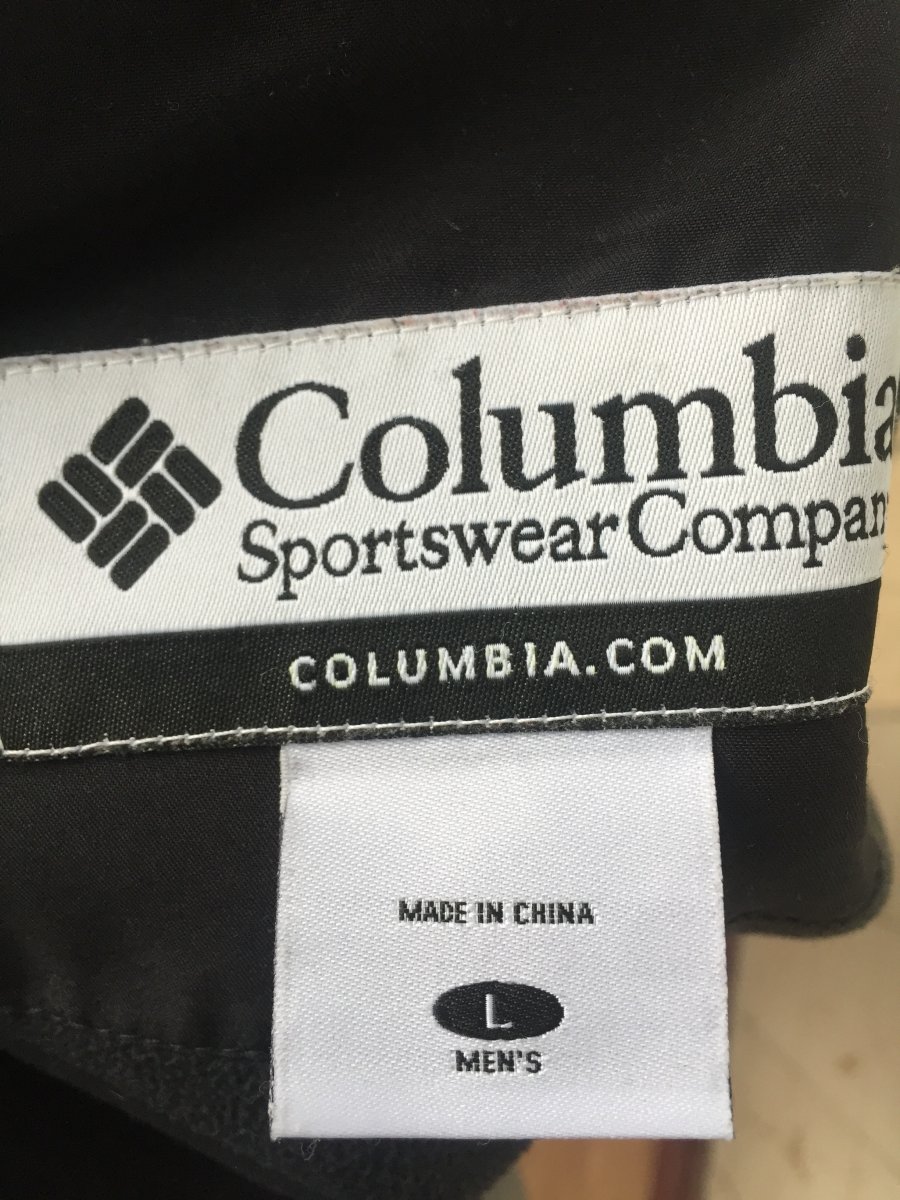 Columbia
Sportswear Compan
COLUMBIA.COM
MADE IN CHINA
L
MEN'S